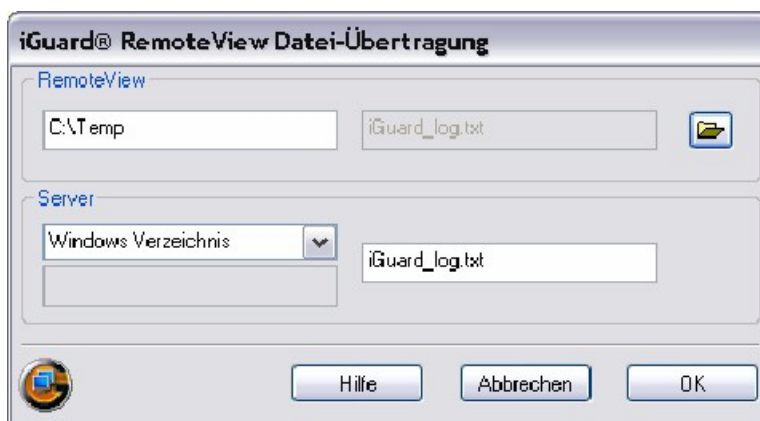 iGuard® RemoteView Datei-Übertragung
RemoteView
C:\Temp
iGuard_log.txt
Server
Windows Verzeichnis
iGuard_log.txt
Hilfe
Abbrechen
OK